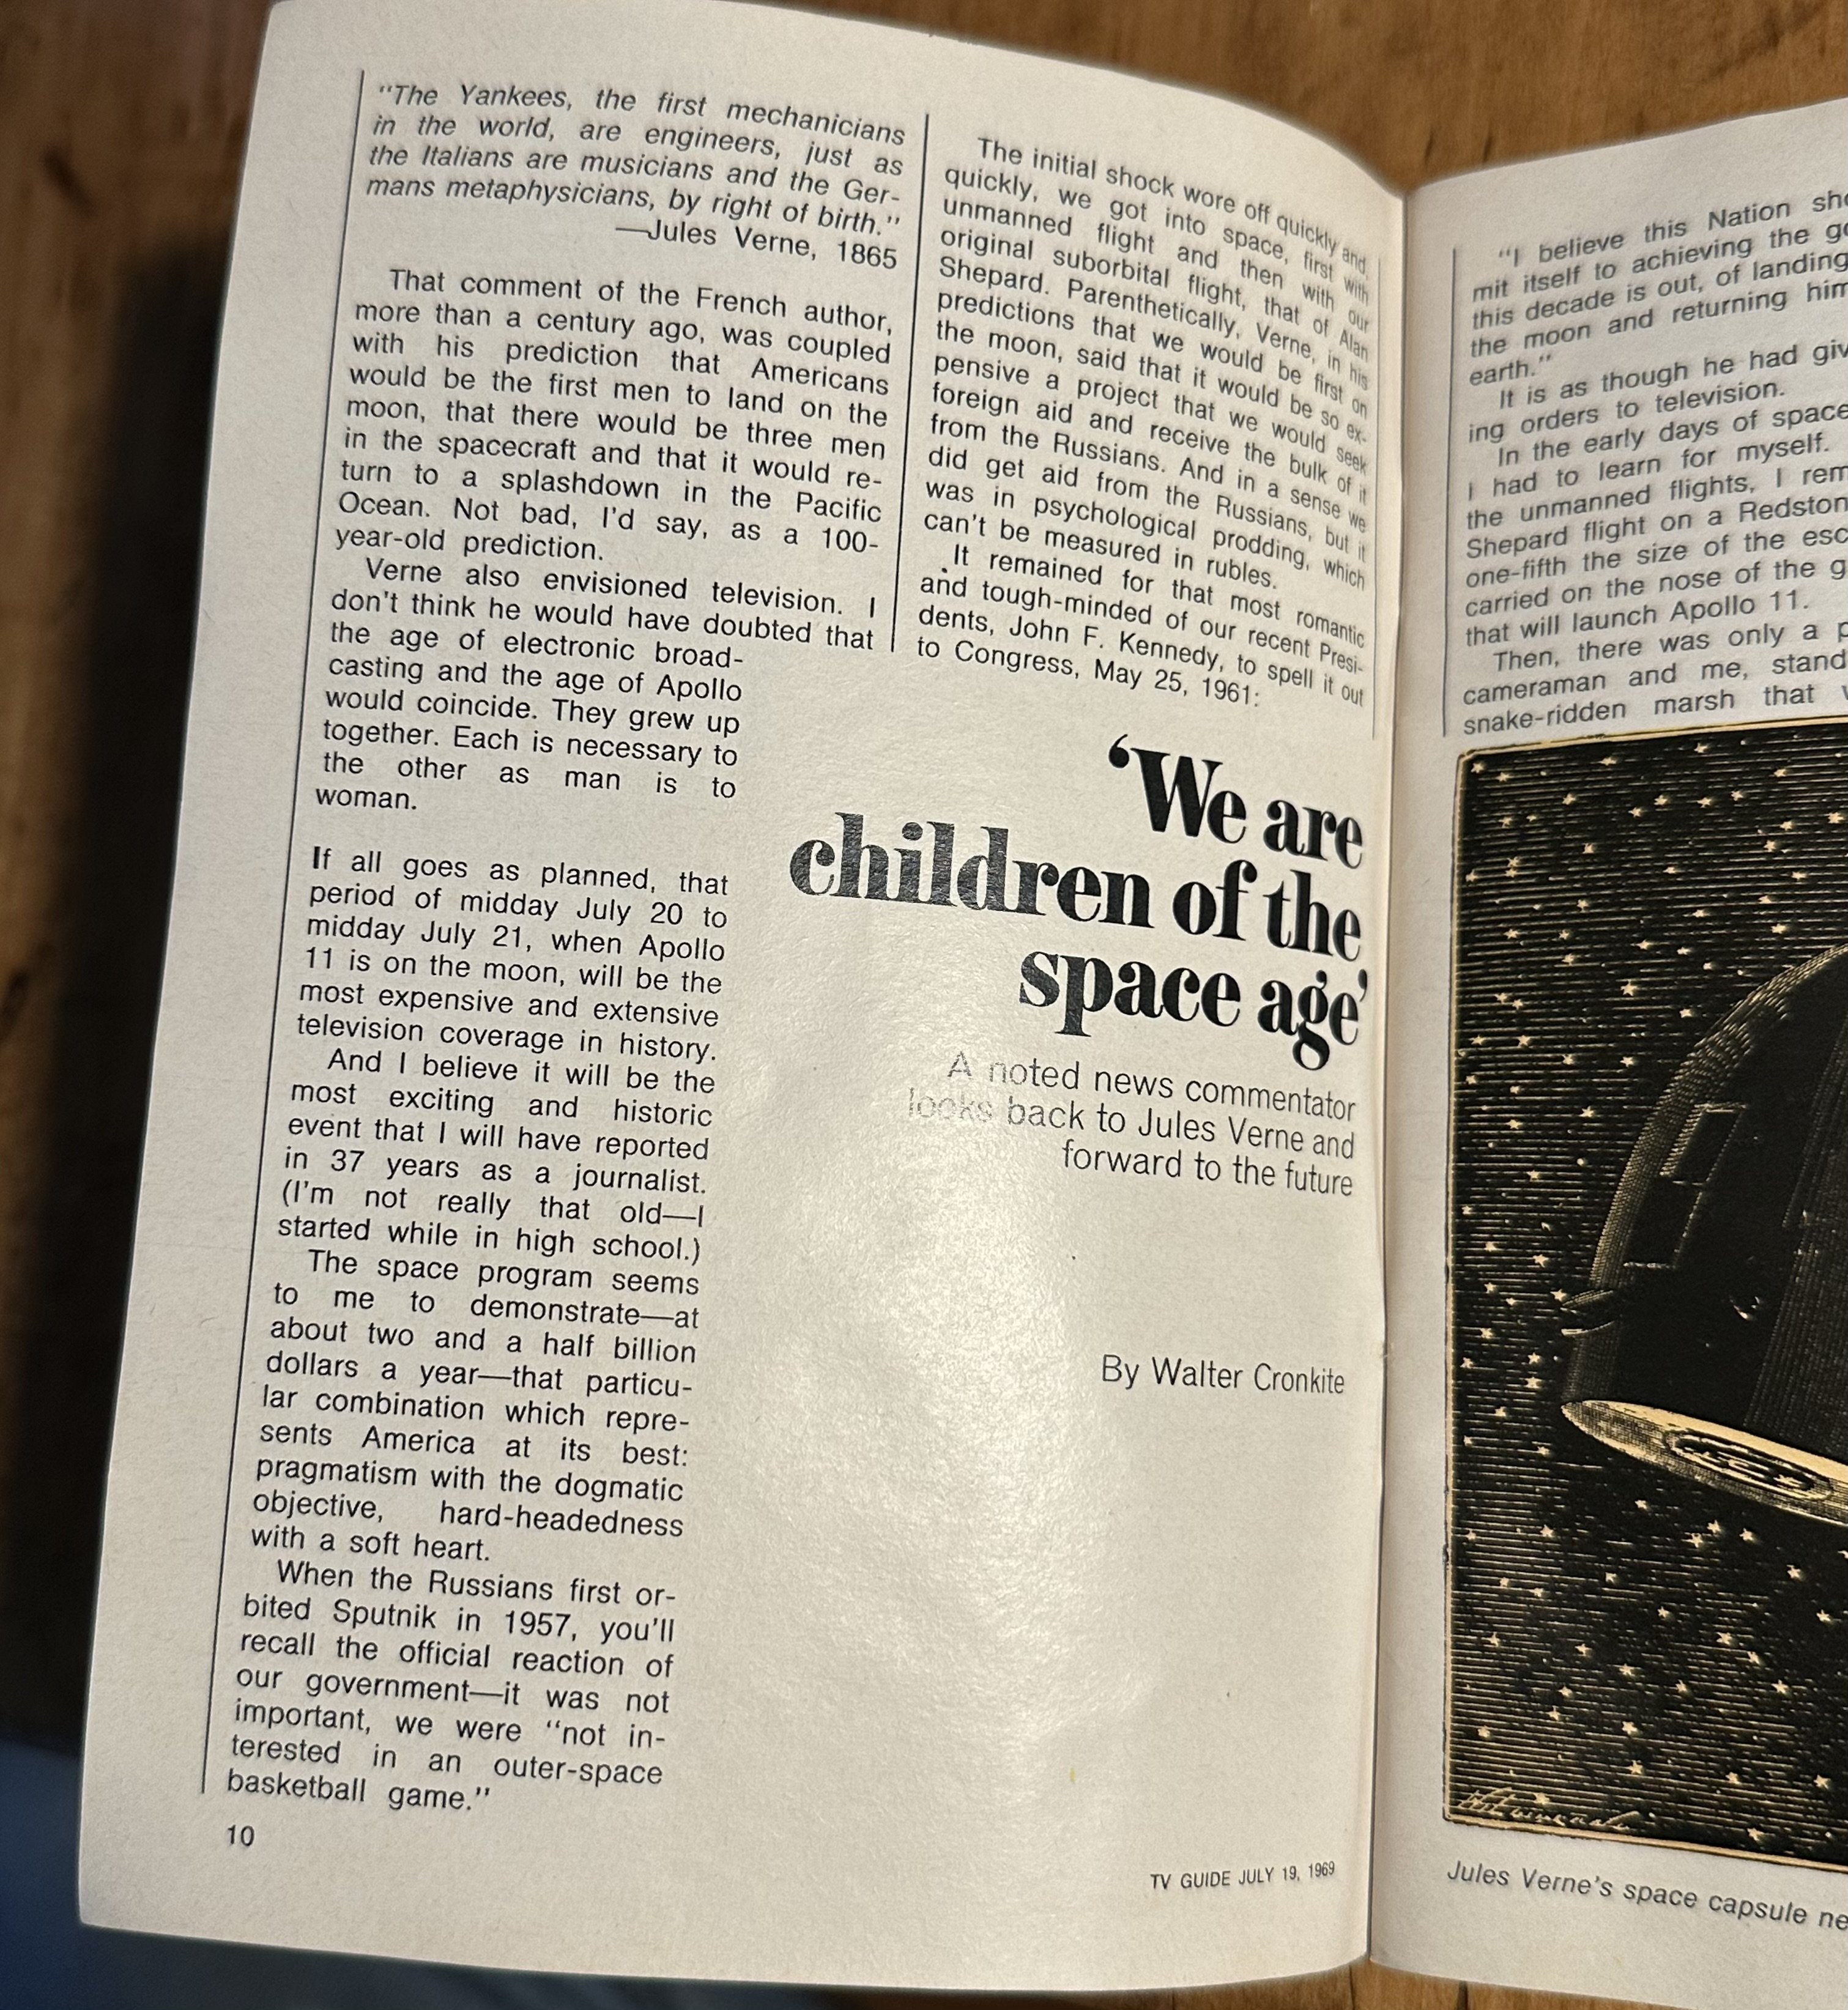 "The Yankees, the first mechanicians
in the world, are engineers, just as
the Italians are musicians and the Ger-
mans metaphysicians, by right of birth."
—Jules Verne, 1865
That comment of the French author,
more than a century ago, was coupled
with his prediction that Americans
would be the first men to land on the
moon, that there would be three men
in the spacecraft and that it would re-
turn to a splashdown in the Pacific
Ocean. Not bad, I'd say, as a 100-
year-old prediction.
Verne also envisioned television. I
don't think he would have doubted that
the age of electronic broad-
casting and the age of Apollo
would coincide. They grew up
together. Each is necessary to
the other as man is to
woman.
If all goes as planned, that
period of midday July 20 to
midday July 21, when Apollo
11 is on the moon, will be the
most expensive and extensive
television coverage in history.
And I believe it will be the
most exciting and historic
event that I will have reported
in 37 years as a journalist.
(I'm not really that old—I
started while in high school.)
The space program seems
to me to demonstrate—at
about two and a half billion
dollars a year—that particu-
lar combination which repre-
sents America at its best:
pragmatism with the dogmatic
objective, hard-headedness
with a soft heart.
When the Russians first or-
bited Sputnik in 1957, you'll
recall the official reaction of
our government—it was not
important, we were "not in-
terested in an outer-space
basketball game."
10
The initial shock wore off quickly and,
quickly, we got into space, first with
unmanned flight and then with our
original suborbital flight, that of Alan
Shepard. Parenthetically, Verne, in his
predictions that we would be first on
the moon, said that it would be so ex-
pensive a project that we would seek
foreign aid and receive the bulk of it
from the Russians. And in a sense we
did get aid from the Russians, but it
was in psychological prodding, which
can't be measured in rubles.
It remained for that most romantic
and tough-minded of our recent Presi-
dents, John F. Kennedy, to spell it out
to Congress, May 25, 1961:
'We are
children of the
space age'
A noted news commentator
looks back to Jules Verne and
forward to the future
By Walter Cronkite
TV GUIDE JULY 19, 1969
"I believe this Nation
mit itself to achieving the
this decade is out, of landing
the moon and returning him
earth."
It is as though he had
ing orders to television.
In the early days of space
I had to learn for myself.
the unmanned flights, I
Shepard flight on a
one-fifth the size of the
carried on the nose of the
that will launch Apollo 11.
Then, there was only a
cameraman and me,
snake-ridden marsh that
Jules Verne's space capsule